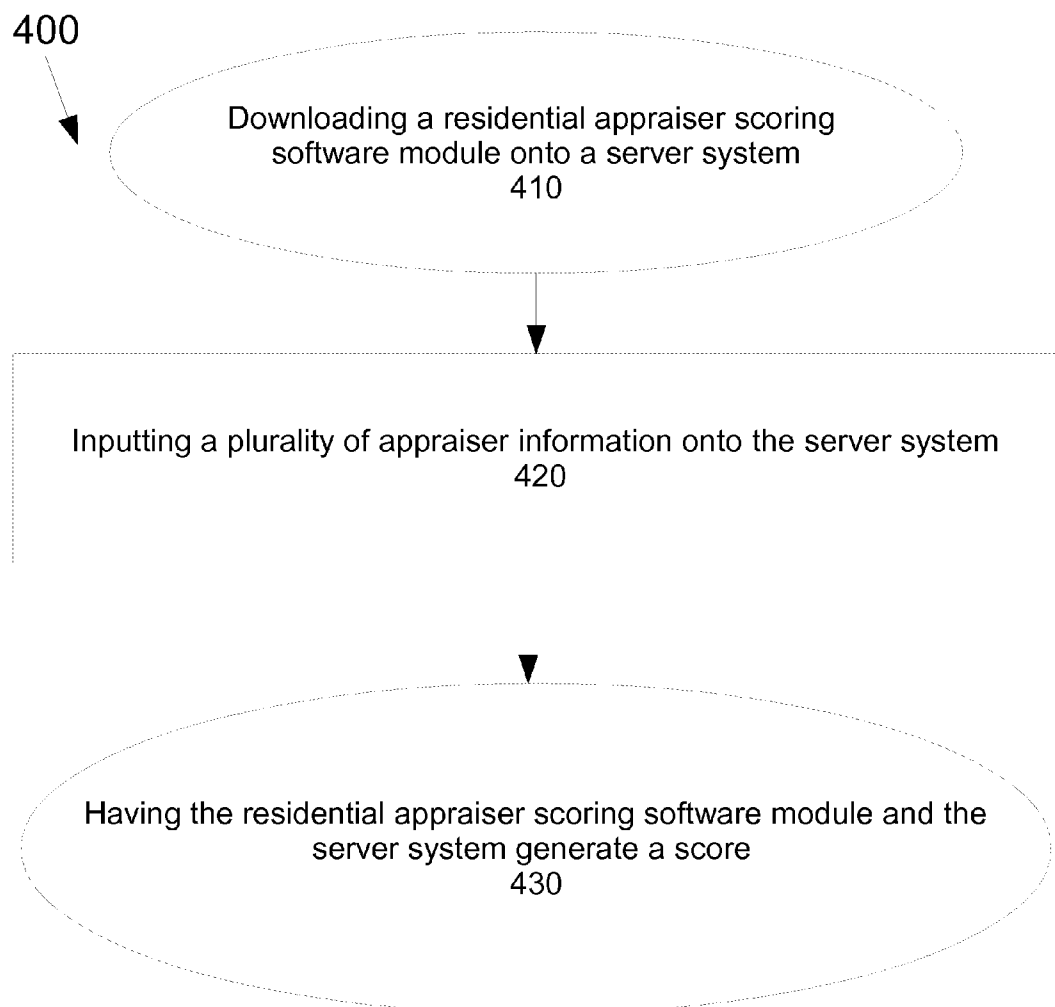 400
Downloading a residential appraiser scoring
software module onto a server system
410
Inputting a plurality of appraiser information onto the server system
420
Having the residential appraiser scoring software module and the
server system generate a score
430